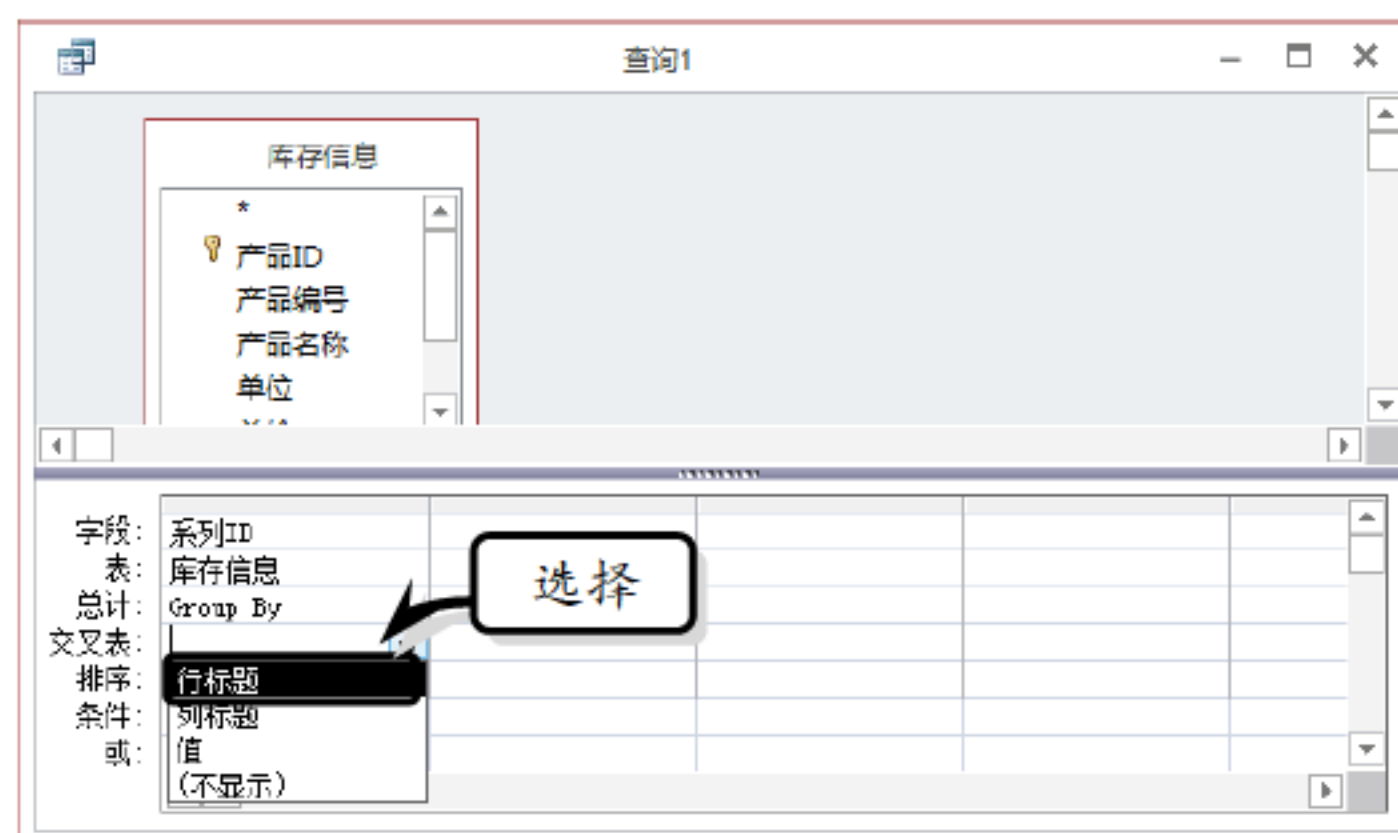 查询1
库存信息
*
产品ID
产品编号
产品名称
单位
字段: 系列ID
表: 库存信息
总计: Group By
交叉表:
选择
排序: 行标题
条件: 列标题
或: 值
(不显示)